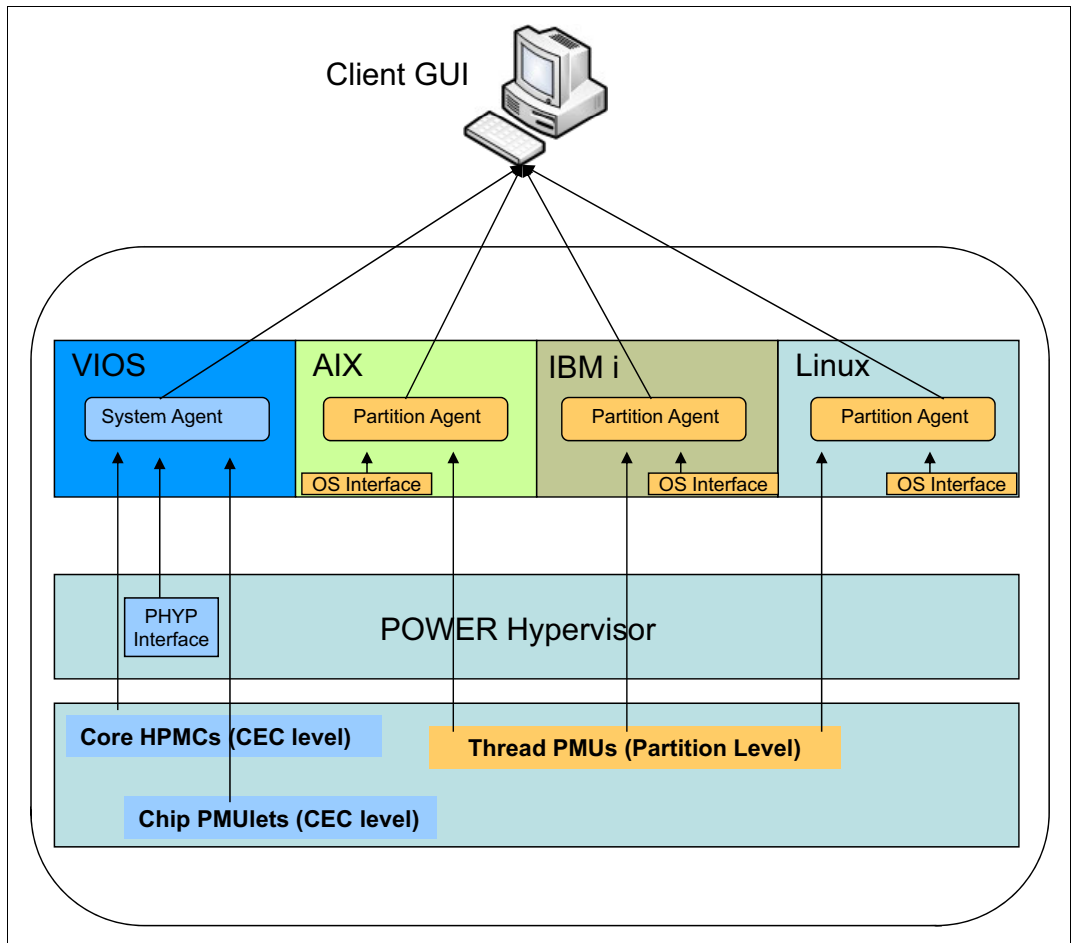 Client GUI
VIOS
AIX
IBM i
Linux
System Agent
Partition Agent
Partition Agent
Partition Agent
OS Interface
OS Interface
OS Interface
PHYP
Interface
POWER Hypervisor
Core HPMCs (CEC level)
Thread PMUs (Partition Level)
Chip PMUlets (CEC level)